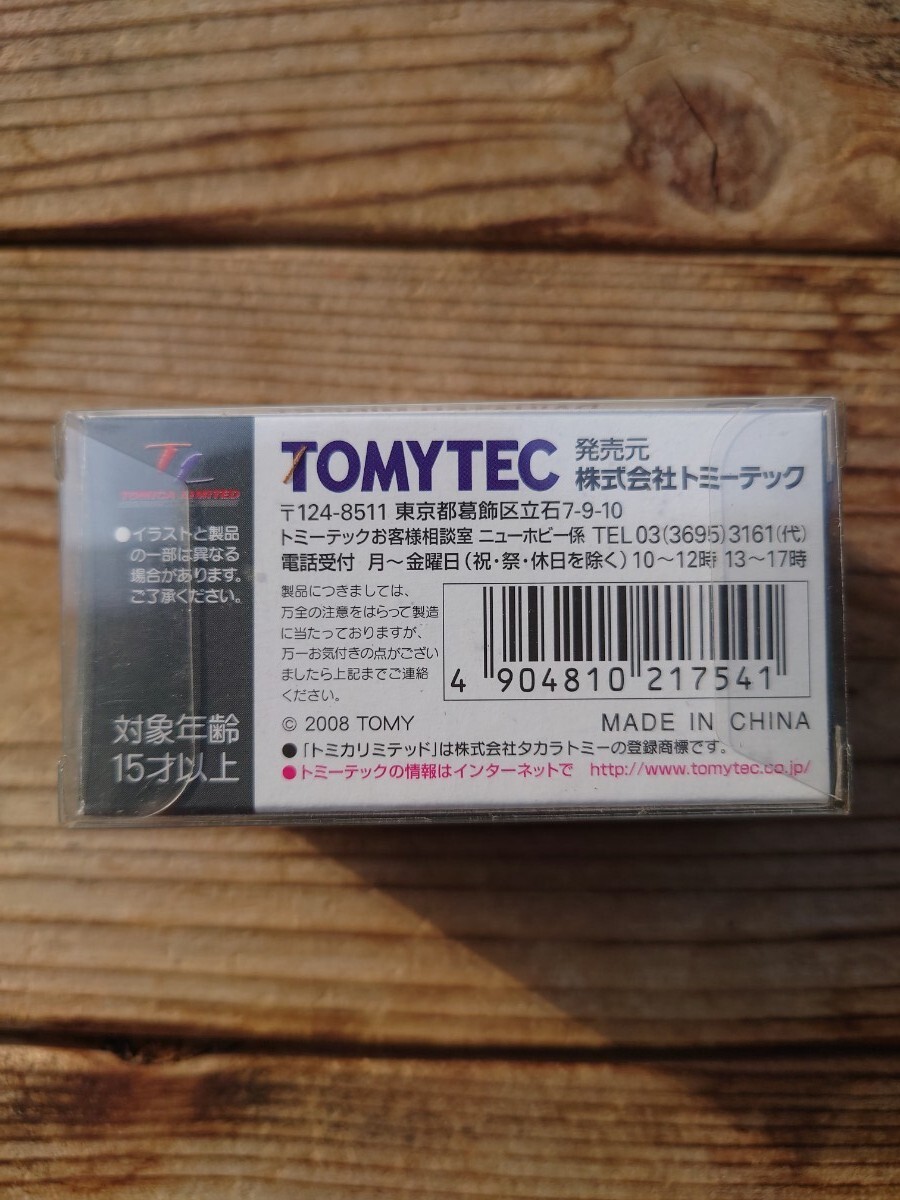 TOMICA LIMITED
●イラストと製品
の一部は異なる
場合があります。
ご了承ください。
対象年齢
15才以上
TOMYTEC
発売元
株式会社トミーテック
〒124-8511 東京都葛飾区立石7-9-10
トミーテックお客様相談室 ニューホビー係 TEL 03(3695)3161(代)
電話受付 月～金曜日(祝・祭・休日を除く)10～12時 13～17時
製品につきましては、
万全の注意をはらって製造
に当たっておりますが、
万一お気付きの点がござい
ましたら上記までご連絡
ください。
4 904810 217541
© 2008 TOMY MADE IN CHINA
●「トミカリミテッド」は株式会社タカラトミーの登録商標です。
●トミーテックの情報はインターネットで http://www.tomytec.co.jp/